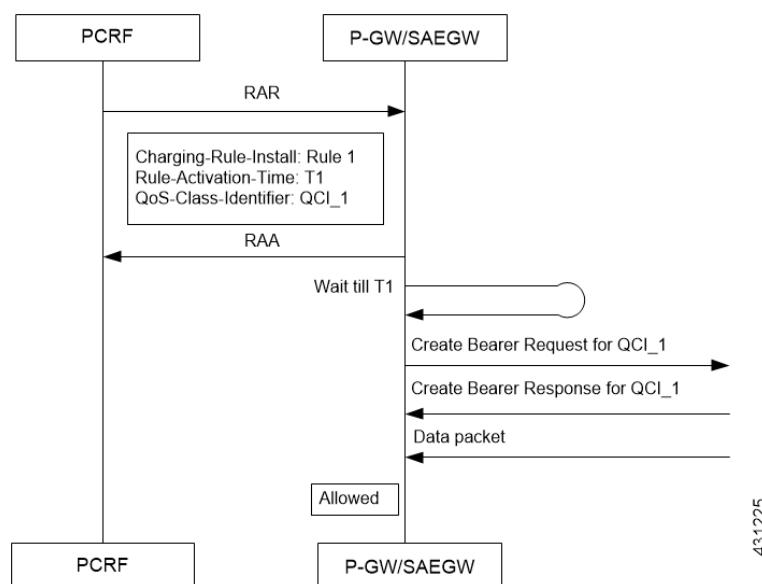 PCRF
P-GW/SAEGW
RAR
Charging-Rule-Install: Rule 1
Rule-Activation-Time: T1
QoS-Class-Identifier: QCI_1
RAA
Wait till T1
Create Bearer Request for QCI_1
Create Bearer Response for QCI_1
Data packet
Allowed
PCRF
P-GW/SAEGW
431225